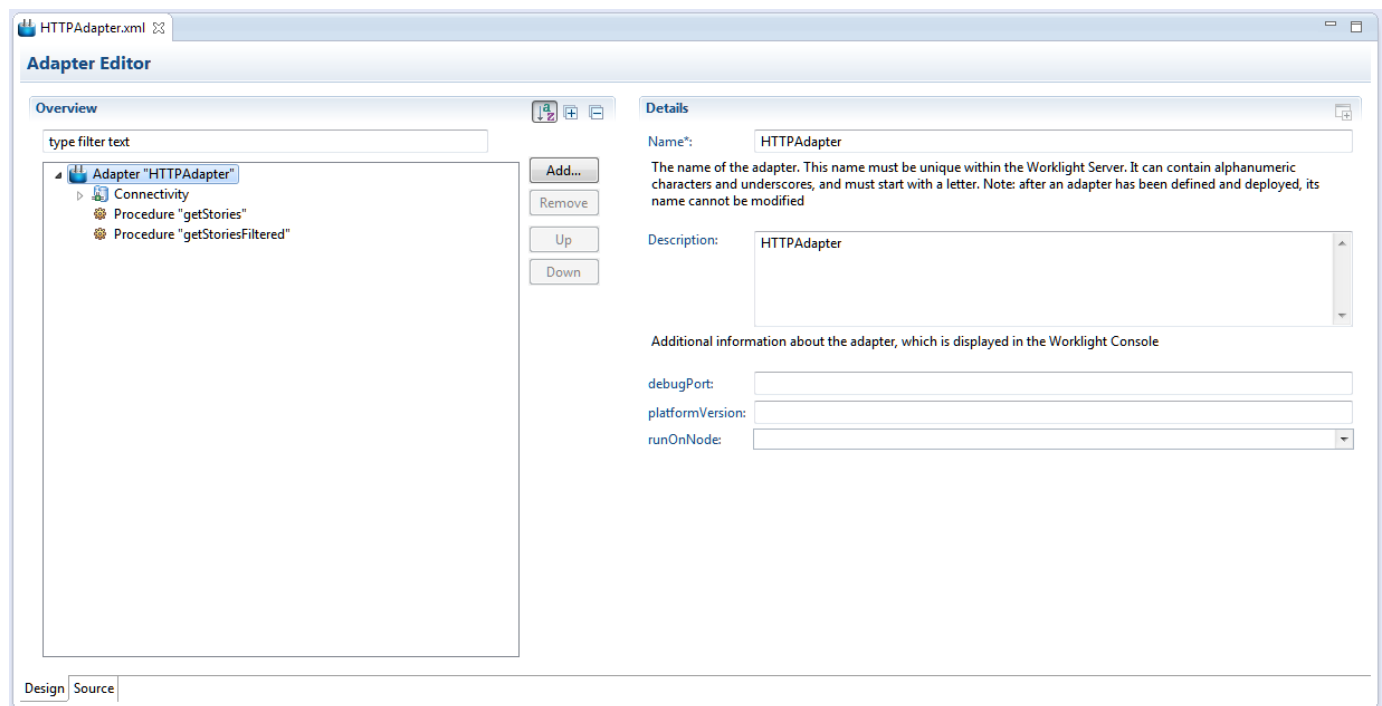 HTTPAdapter.xml
Adapter Editor
Overview
type filter text
Adapter "HTTPAdapter"
Connectivity
Procedure "getStories"
Procedure "getStoriesFiltered"
Add...
Remove
Up
Down
Details
Name*: HTTPAdapter
The name of the adapter. This name must be unique within the Worklight Server. It can contain alphanumeric
characters and underscores, and must start with a letter. Note: after an adapter has been defined and deployed, its
name cannot be modified
Description: HTTPAdapter
Additional information about the adapter, which is displayed in the Worklight Console
debugPort:
platformVersion:
runOnNode:
Design Source